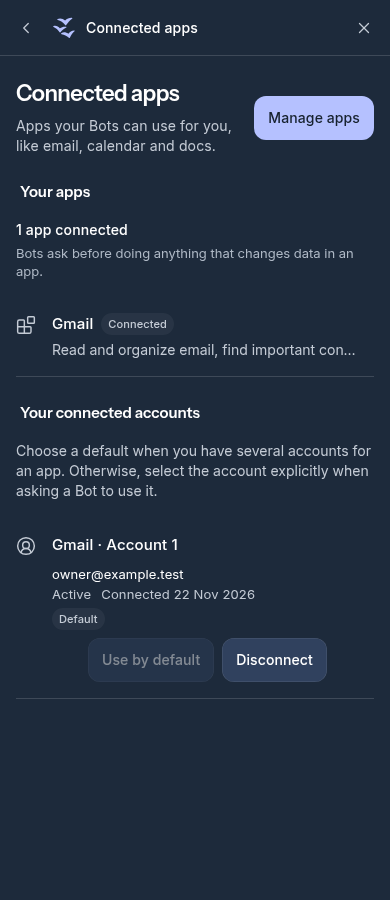 Connected apps
Connected apps
Apps your Bots can use for you,
like email, calendar and docs.
Manage apps
Your apps
1 app connected
Bots ask before doing anything that changes data in an
app.
Gmail Connected
Read and organize email, find important con...
Your connected accounts
Choose a default when you have several accounts for
an app. Otherwise, select the account explicitly when
asking a Bot to use it.
Gmail · Account 1
owner@example.test
Active Connected 22 Nov 2026
Default
Use by default Disconnect